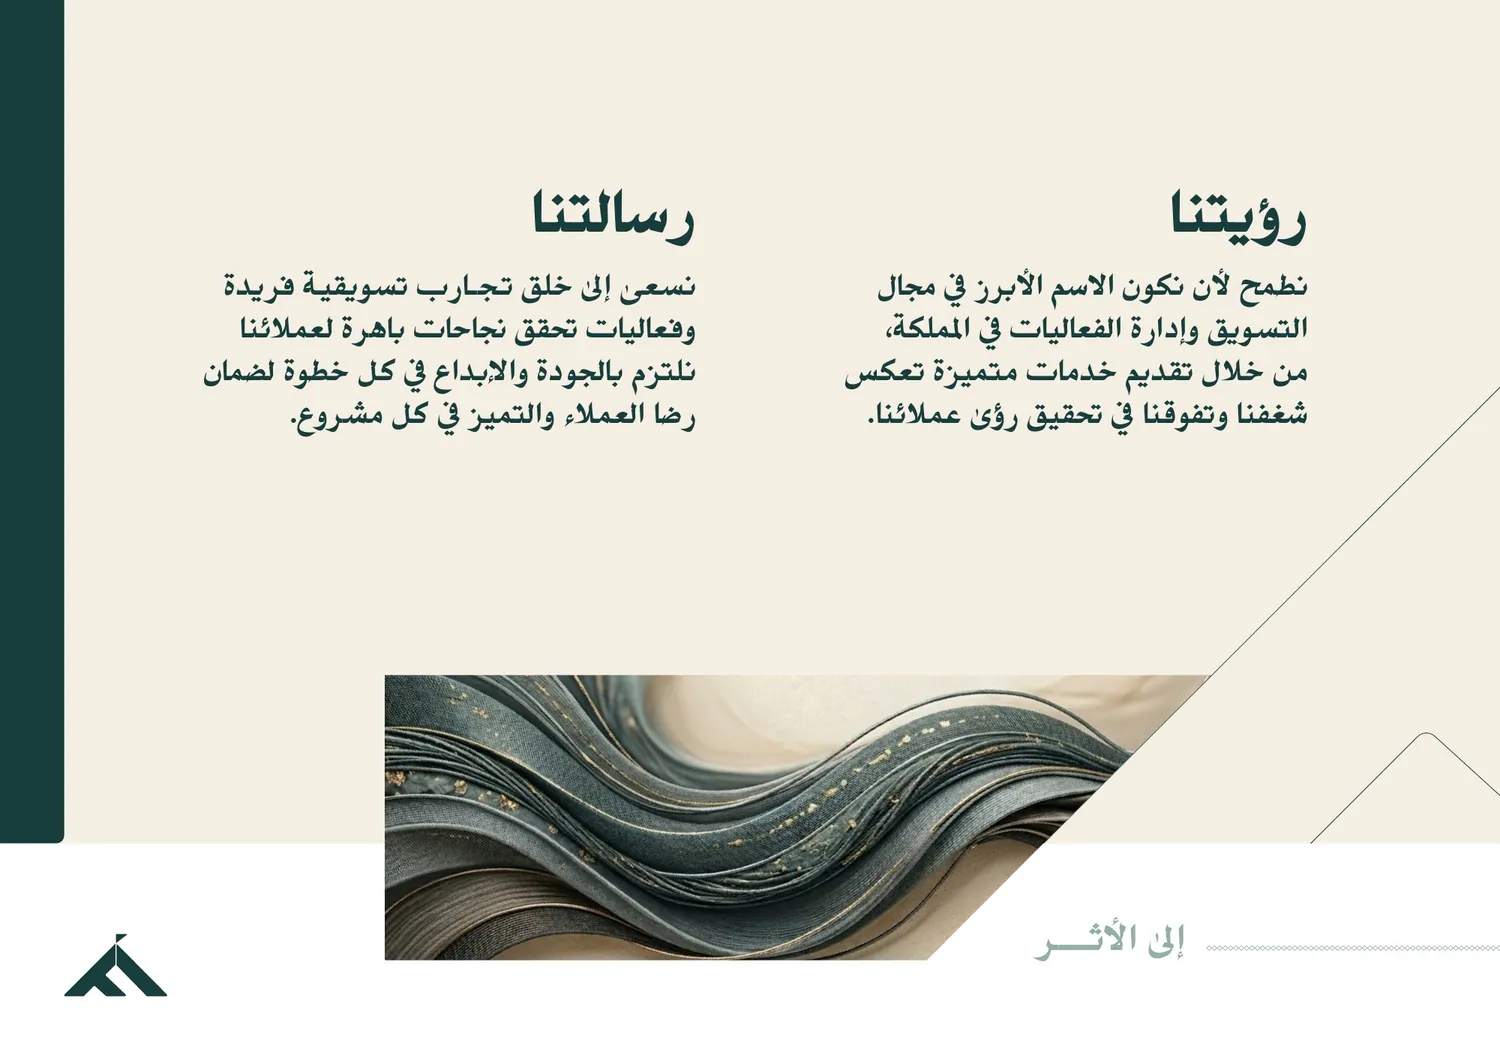 رؤيتنا
نطمح لأن نكون الاسم الأبرز في مجال
التسويق وإدارة الفعاليات في المملكة،
من خلال تقديم خدمات متميزة تعكس
شغفنا وتفوقنا في تحقيق رؤى عملائنا.
رسالتنا
نسعى إلى خلق تجارب تسويقية فريدة
وفعاليات تحقق نجاحات باهرة لعملائنا
نلتزم بالجودة والإبداع في كل خطوة لضمان
رضا العملاء والتميز في كل مشروع.
إلى الأثـــر